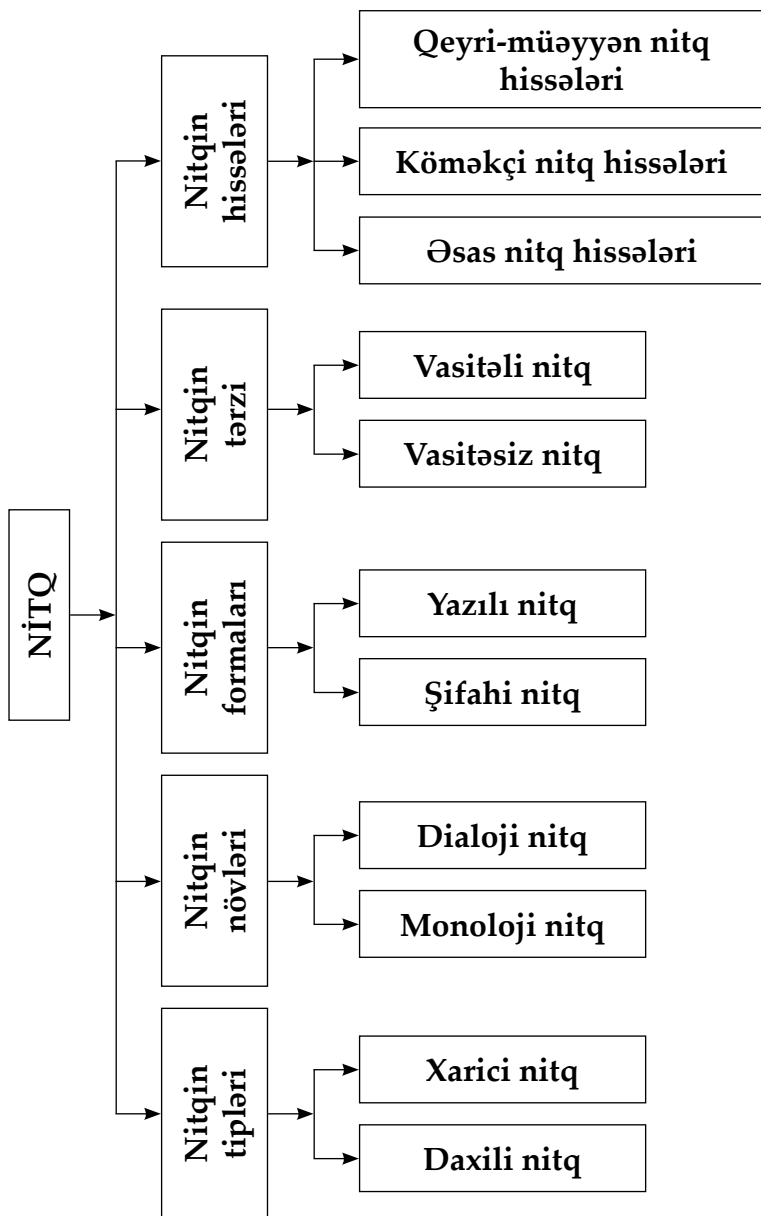 NİTQ
Nitqin
hissələri
Qeyri-müəyyən nitq
hissələri
Köməkçi nitq hissələri
Əsas nitq hissələri
Nitqin
tərzi
Vasitəli nitq
Vasitəsiz nitq
Nitqin
formaları
Yazılı nitq
Şifahi nitq
Nitqin
növləri
Dialoji nitq
Monoloji nitq
Nitqin
tipləri
Xarici nitq
Daxili nitq